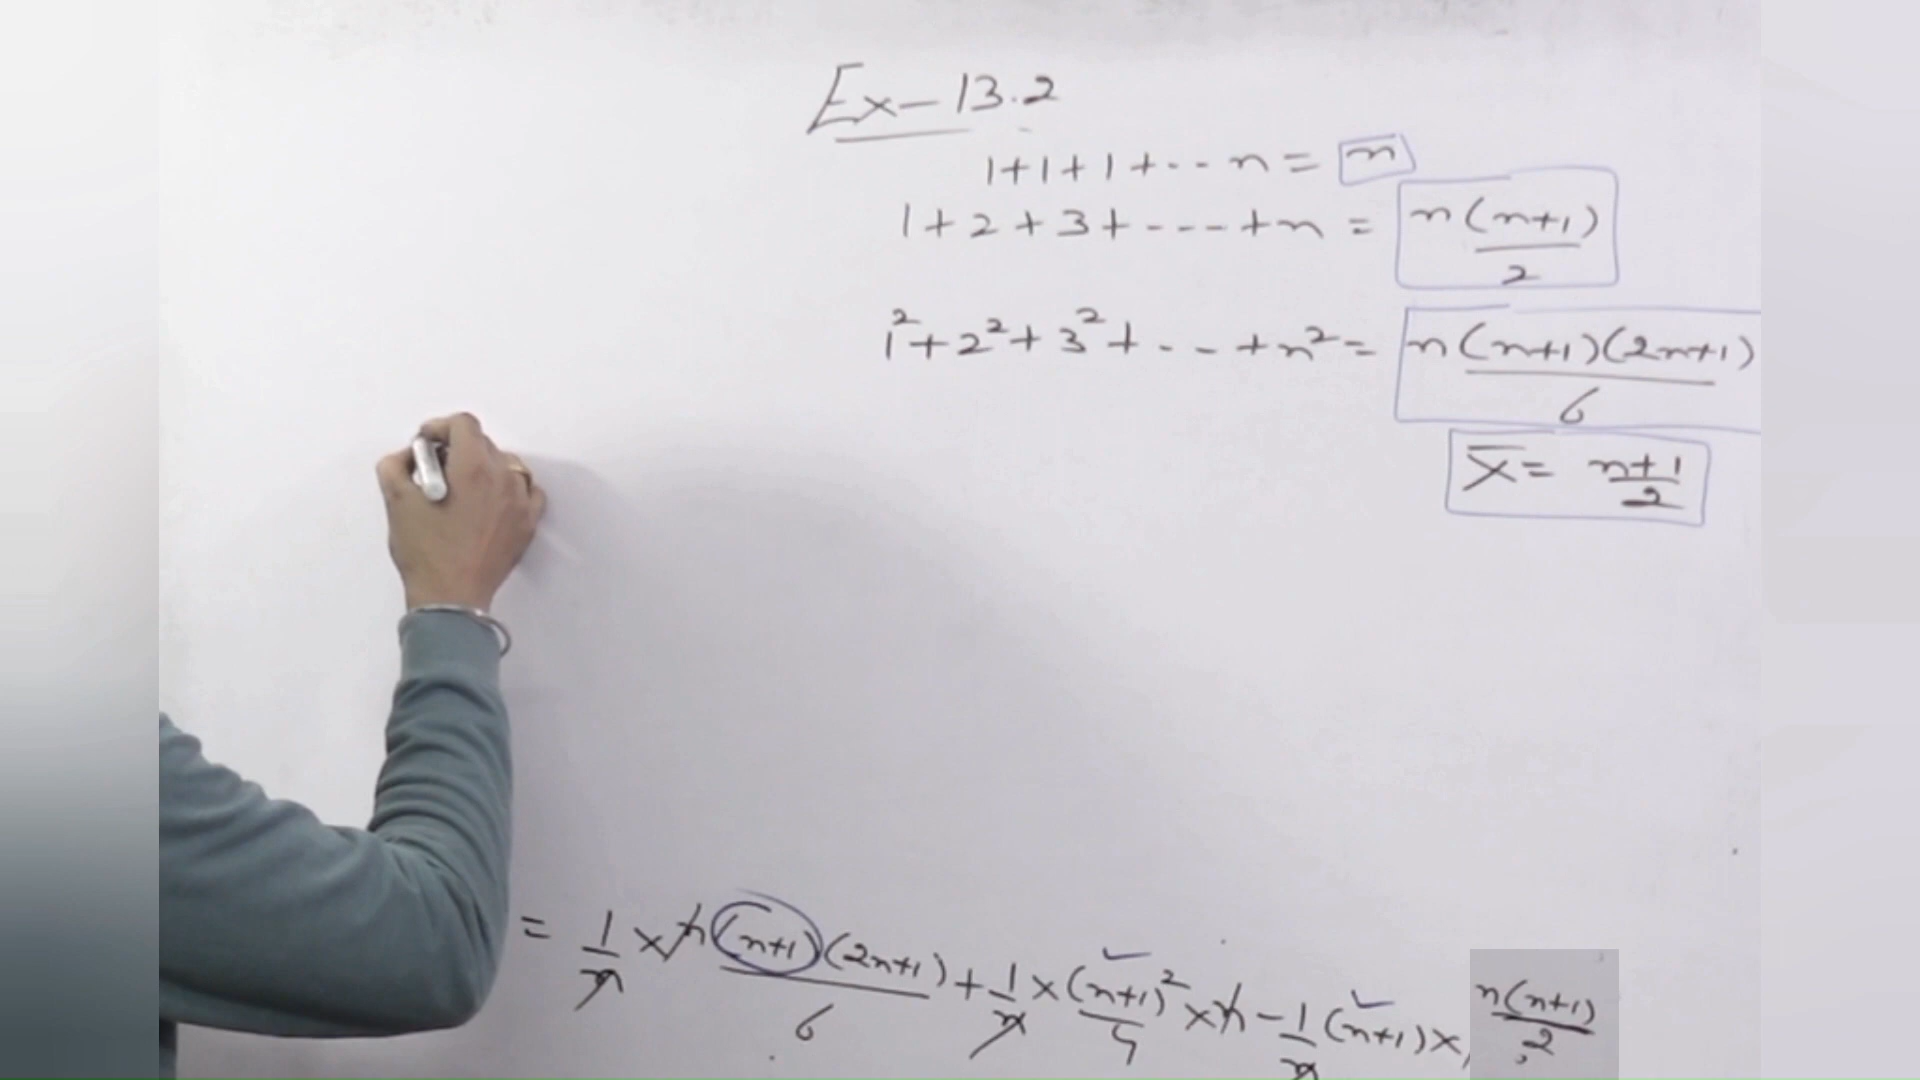 Ex-13.2
1+1+1+--- n = n
1+2+3+----+n = n(n+1)/2
1²+2²+3²+---+n² = n(n+1)(2n+1)/6
X̅ = n+1/2
= 1/n × n(n+1)(2n+1)/6 + 1/n × (n+1)²/4 × n - 1/n (n+1) × n(n+1)/2